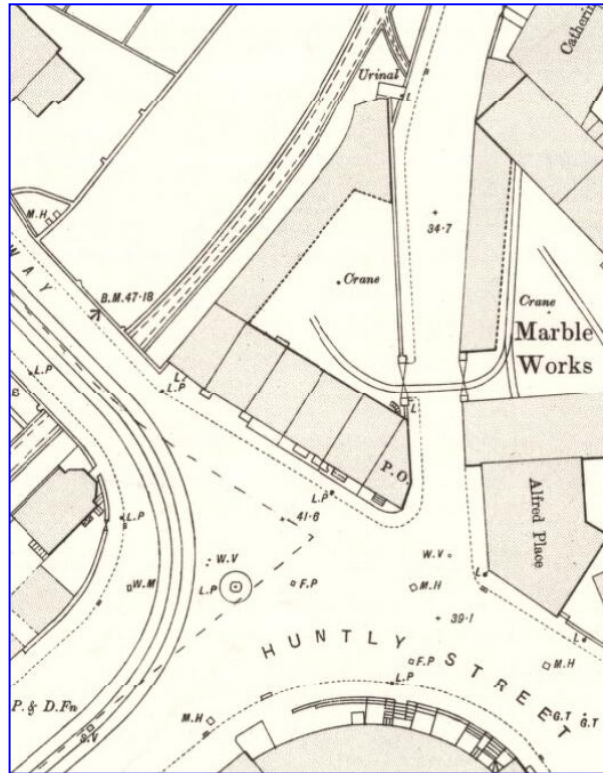 Catherin
Urinal
L
M.H
34·7
WAY
Crane
B.M.47·18
Crane
Marble
Works
L.P
L.
L.P
L
P.O.
L.P
L.P
41·6
Alfred Place
W.V
W.V
L.
L.P
F.P
M.H
W.M
39·1
L
HUNTLY STREET
F.P
M.H
L.P
P. & D.Fn
M.H
G.T
G.T
S.V